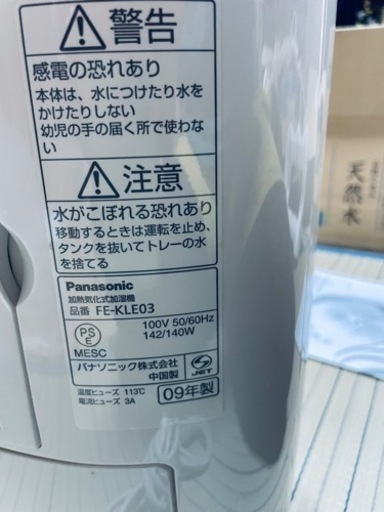 警告
感電の恐れあり
本体は、水につけたり水を
かけたりしない
幼児の手の届く所で使わな
い
注意
水がこぼれる恐れあり
移動するときは運転を止め、
タンクを抜いてトレーの水
を捨てる
Panasonic
加熱気化式加湿機
品番 FE-KLE03
PS
E
100V 50/60Hz
142/140W
MESC
パナソニック株式会社
中国製
JET
温度ヒューズ 113℃
電流ヒューズ 3A
09年製
天然水